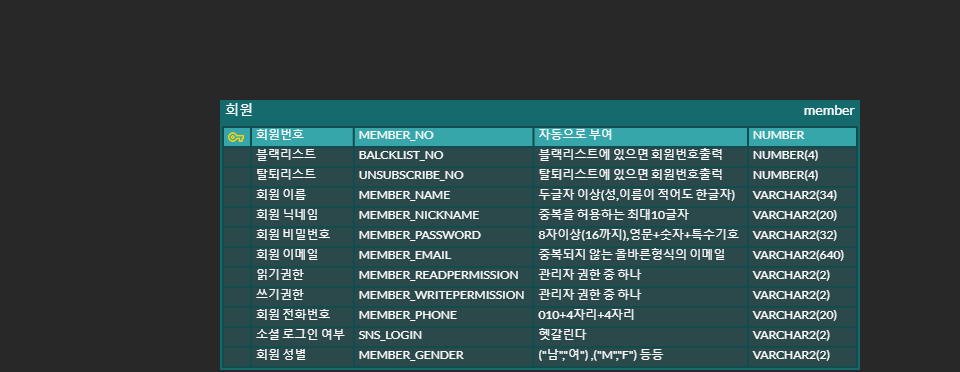 회원 member
회원번호 MEMBER_NO 자동으로 부여 NUMBER
블랙리스트 BALCKLIST_NO 블랙리스트에 있으면 회원번호출력 NUMBER(4)
탈퇴리스트 UNSUBSCRIBE_NO 탈퇴리스트에 있으면 회원번호출력 NUMBER(4)
회원 이름 MEMBER_NAME 두글자 이상(성,이름이 적어도 한글자) VARCHAR2(34)
회원 닉네임 MEMBER_NICKNAME 중복을 허용하는 최대10글자 VARCHAR2(20)
회원 비밀번호 MEMBER_PASSWORD 8자이상(16까지),영문+숫자+특수기호 VARCHAR2(32)
회원 이메일 MEMBER_EMAIL 중복되지 않는 올바른형식의 이메일 VARCHAR2(640)
읽기권한 MEMBER_READPERMISSION 관리자 권한 중 하나 VARCHAR2(2)
쓰기권한 MEMBER_WRITEPERMISSION 관리자 권한 중 하나 VARCHAR2(2)
회원 전화번호 MEMBER_PHONE 010+4자리+4자리 VARCHAR2(20)
소셜 로그인 여부 SNS_LOGIN 헷갈린다 VARCHAR2(2)
회원 성별 MEMBER_GENDER ("남","여") ,("M","F") 등등 VARCHAR2(2)